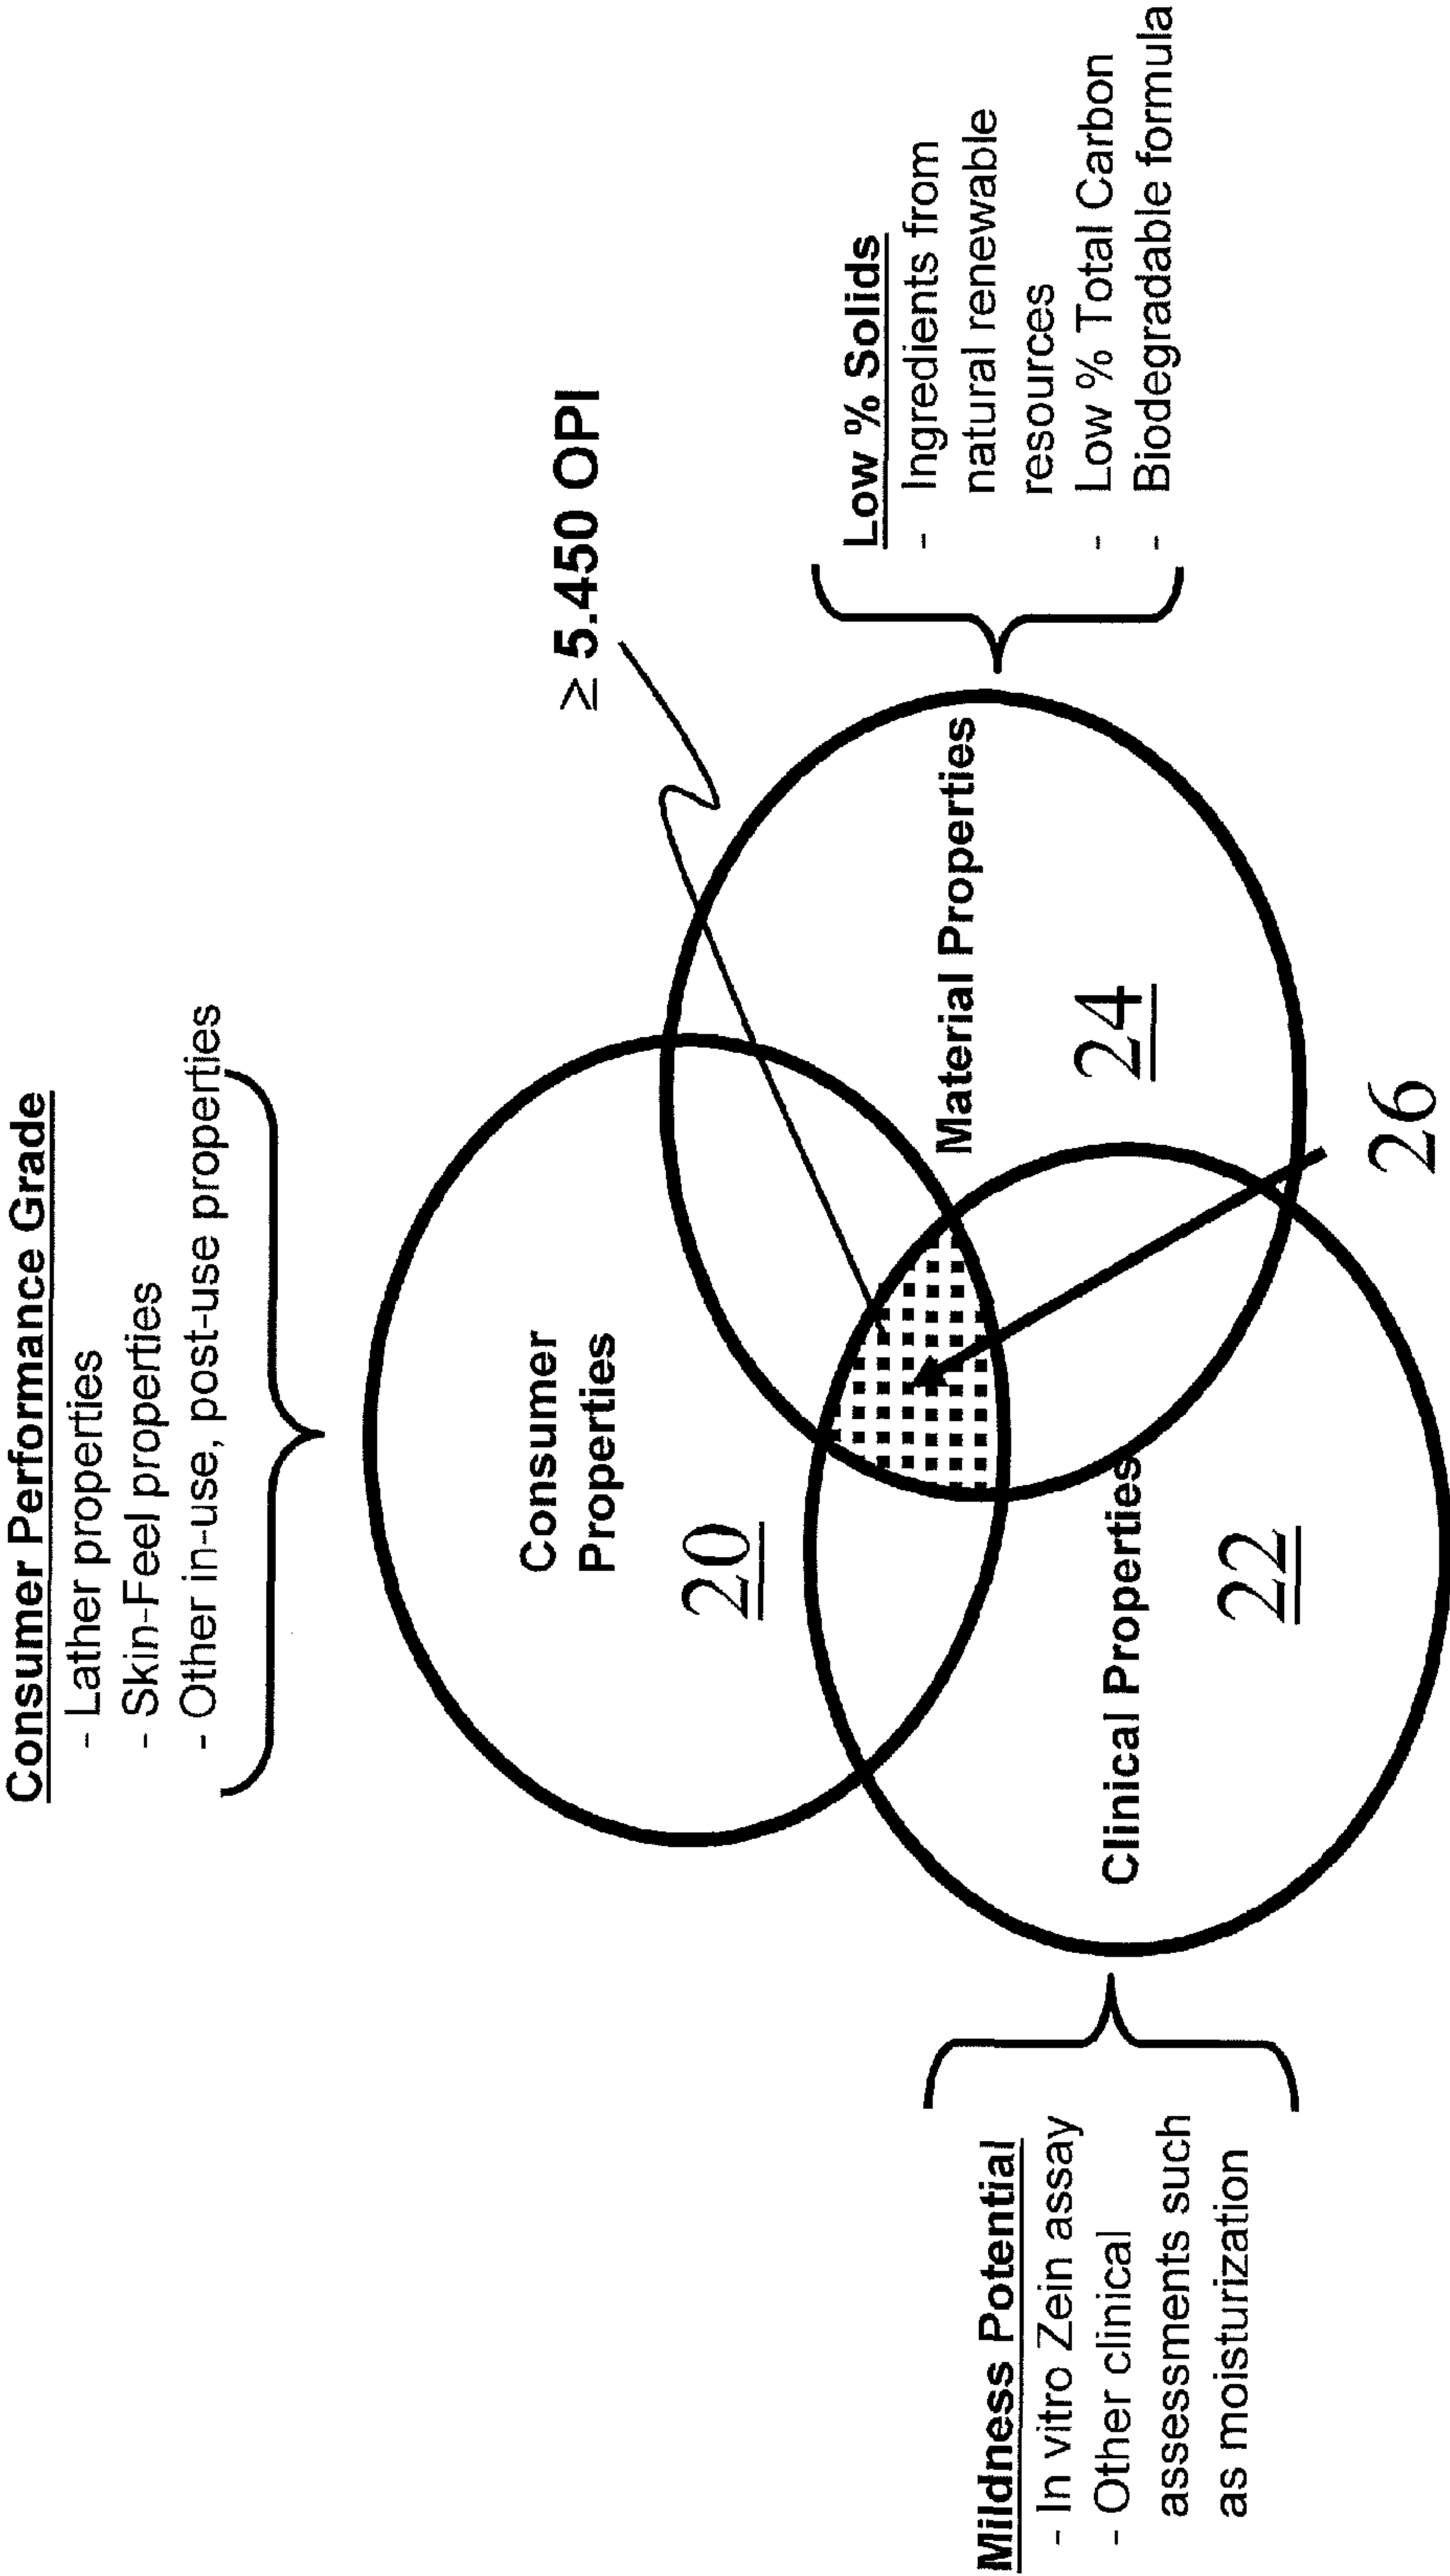 Consumer Performance Grade
- Lather properties
- Skin-Feel properties
- Other in-use, post-use properties
Consumer
Properties
20
≥ 5.450 OPI
Mildness Potential
- In vitro Zein assay
- Other clinical
assessments such
as moisturization
Clinical Properties
22
Material Properties
24
26
Low % Solids
- Ingredients from
natural renewable
resources
- Low % Total Carbon
- Biodegradable formula